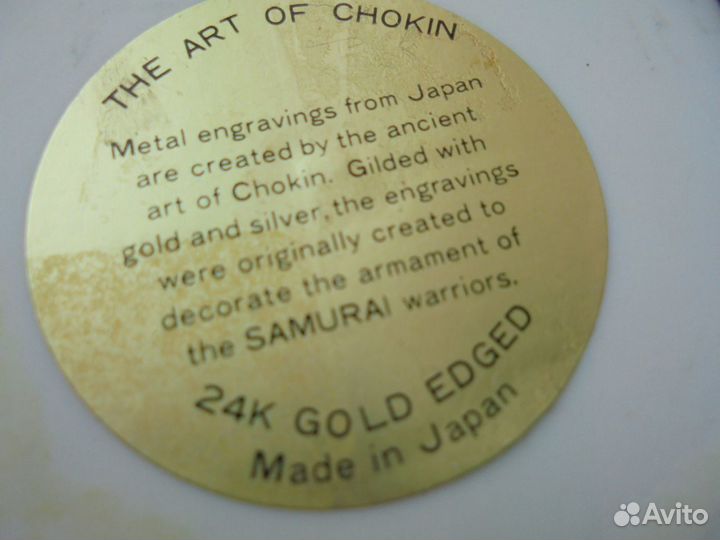 THE ART OF CHOKIN
Metal engravings from Japan
are created by the ancient
art of Chokin. Gilded with
gold and silver, the engravings
were originally created to
decorate the armament of
the SAMURAI warriors.
24K GOLD EDGED
Made in Japan
Avito